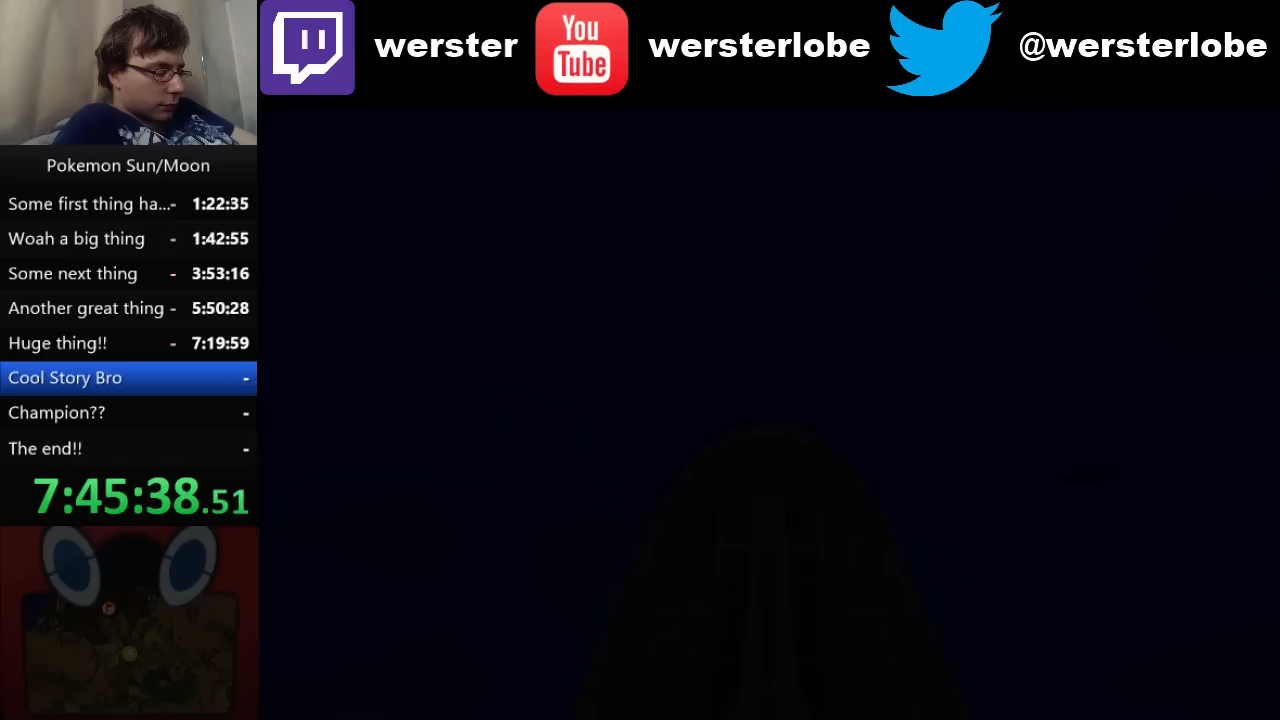 werster
You
Tube
wersterlobe
@wersterlobe
Pokemon Sun/Moon
Some first thing ha...- 1:22:35
Woah a big thing - 1:42:55
Some next thing - 3:53:16
Another great thing - 5:50:28
Huge thing!! - 7:19:59
Cool Story Bro -
Champion?? -
The end!! -
7:45:38.51